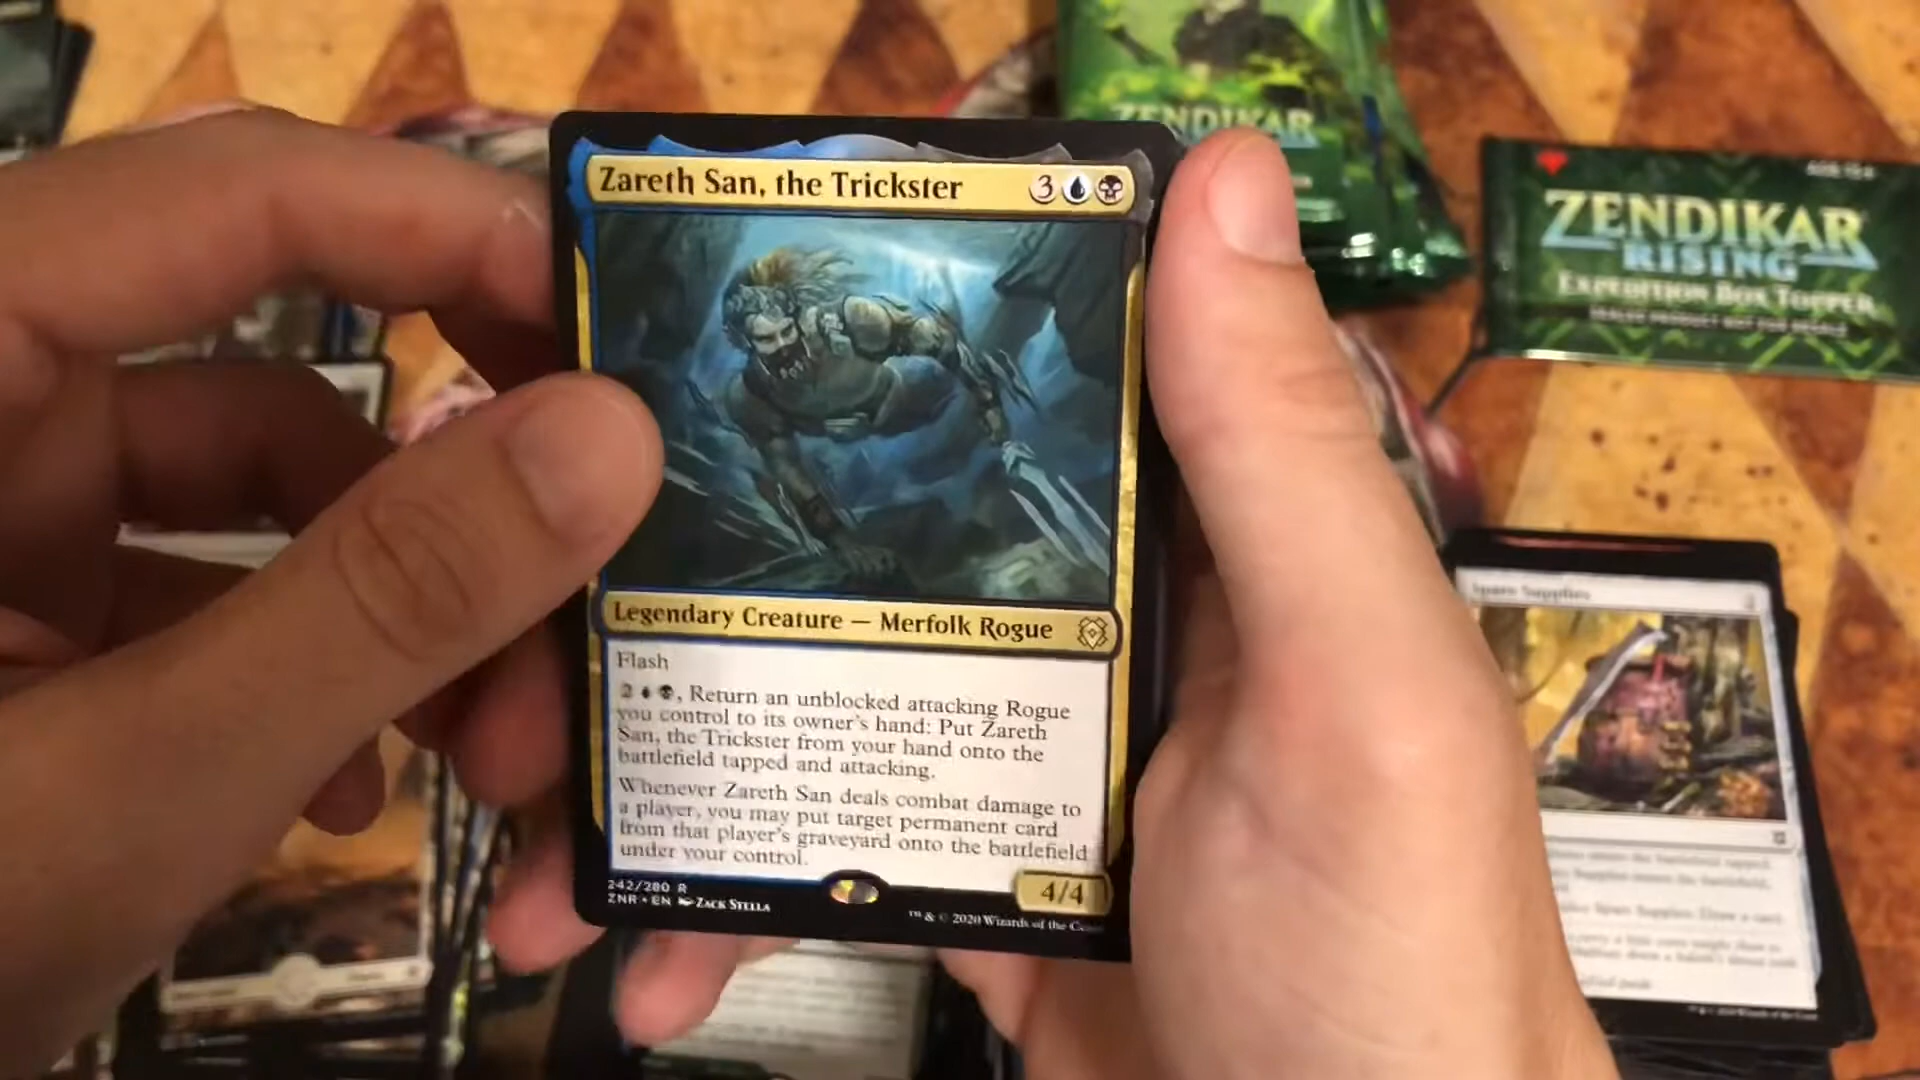 ZENDIKAR
Zareth San, the Trickster 3
ZENDIKAR
RISING
EXPEDITION BOX TOPPER
Legendary Creature — Merfolk Rogue
Flash
2 , Return an unblocked attacking Rogue
you control to its owner's hand: Put Zareth
San, the Trickster from your hand onto the
battlefield tapped and attacking.
Whenever Zareth San deals combat damage to
a player, you may put target permanent card
from that player's graveyard onto the battlefield
under your control.
4/4
242/280 R
ZNR • EN ZACK STELLA
™ & © 2020 Wizards of the
Spare Supplies